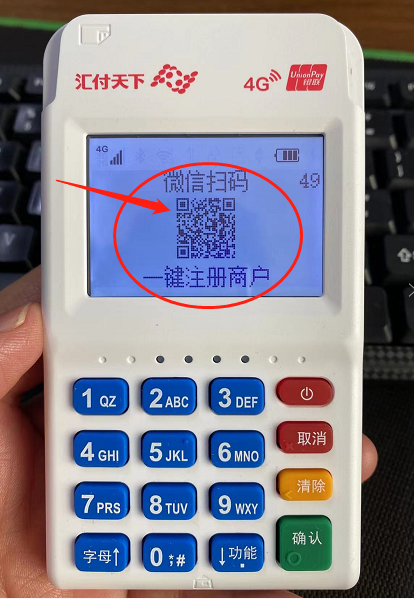 汇付天下 4G UnionPay 银联
4G
微信扫码 49
一键注册商户
1 QZ 2 ABC 3 DEF
4 GHI 5 JKL 6 MNO 取消
7 PRS 8 TUV 9 WXY 清除
字母↑ 0 ;# ↓功能 确认